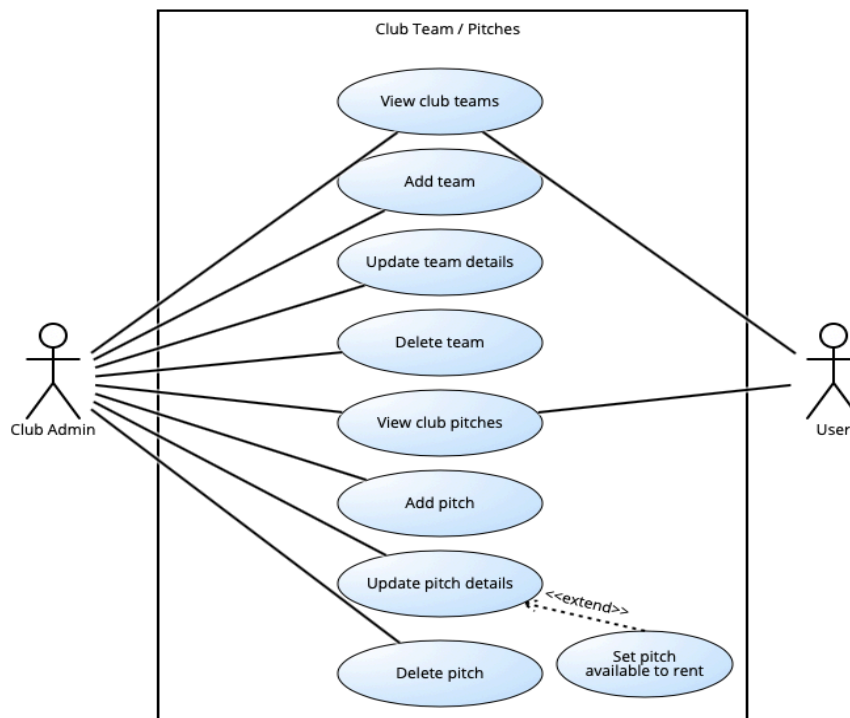 Club Team / Pitches
View club teams
Add team
Update team details
Delete team
Club Admin
User
View club pitches
Add pitch
Update pitch details
<<extend>>
Set pitch
available to rent
Delete pitch